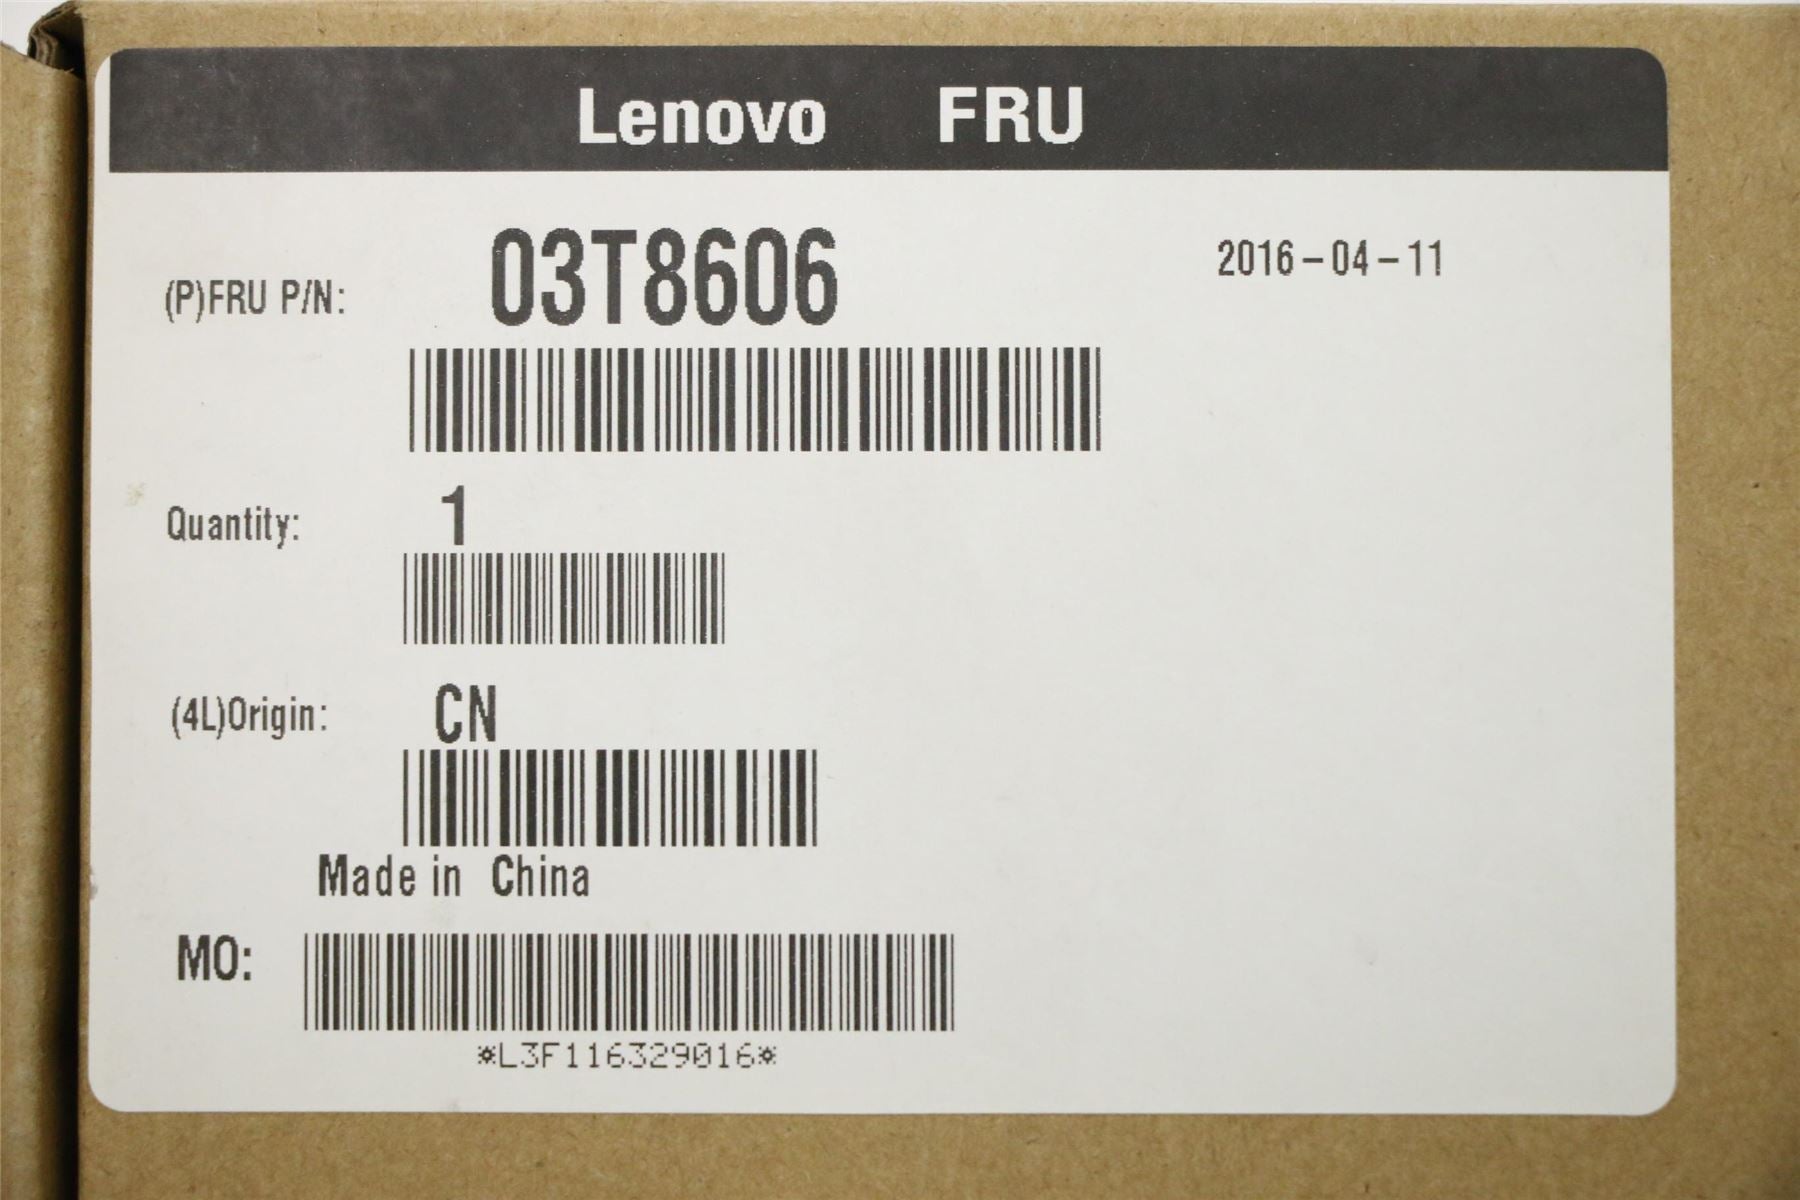 Lenovo FRU
(P)FRU P/N: 03T8606 2016-04-11
Quantity: 1
(4L)Origin: CN
Made in China
MO:
*L3F116329016*